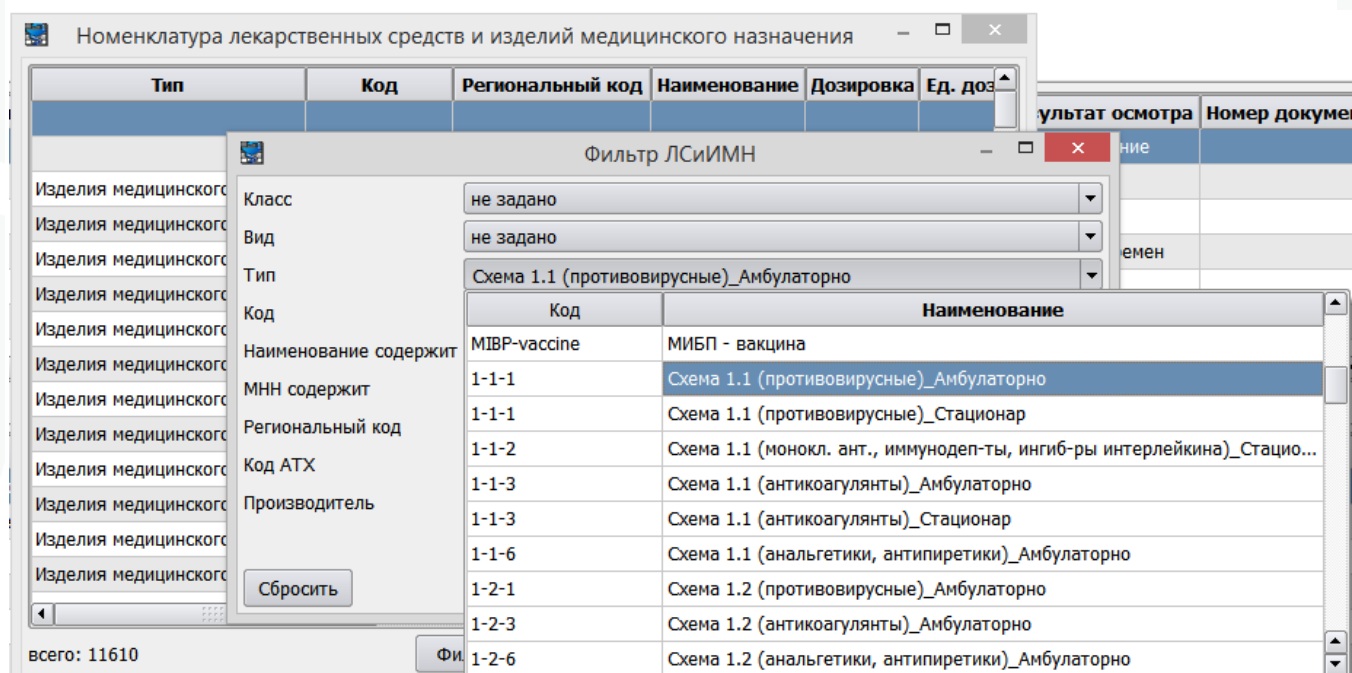 Номенклатура лекарственных средств и изделий медицинского назначения
Тип Код Региональный код Наименование Дозировка Ед. доз
ультат осмотра Номер докуме
ние
емен
Фильтр ЛСиИМН
Класс не задано
Вид не задано
Тип Схема 1.1 (противовирусные)_Амбулаторно
Код
Наименование содержит
МНН содержит
Региональный код
Код АТХ
Производитель
Сбросить
Код Наименование
MIBP-vaccine МИБП - вакцина
1-1-1 Схема 1.1 (противовирусные)_Амбулаторно
1-1-1 Схема 1.1 (противовирусные)_Стационар
1-1-2 Схема 1.1 (монокл. ант., иммунодеп-ты, ингиб-ры интерлейкина)_Стацио...
1-1-3 Схема 1.1 (антикоагулянты)_Амбулаторно
1-1-3 Схема 1.1 (антикоагулянты)_Стационар
1-1-6 Схема 1.1 (анальгетики, антипиретики)_Амбулаторно
1-2-1 Схема 1.2 (противовирусные)_Амбулаторно
1-2-3 Схема 1.2 (антикоагулянты)_Амбулаторно
1-2-6 Схема 1.2 (анальгетики, антипиретики)_Амбулаторно
Изделия медицинского
Изделия медицинского
Изделия медицинского
Изделия медицинского
Изделия медицинского
Изделия медицинского
Изделия медицинского
Изделия медицинского
Изделия медицинского
Изделия медицинского
Изделия медицинского
Изделия медицинского
всего: 11610
Фи